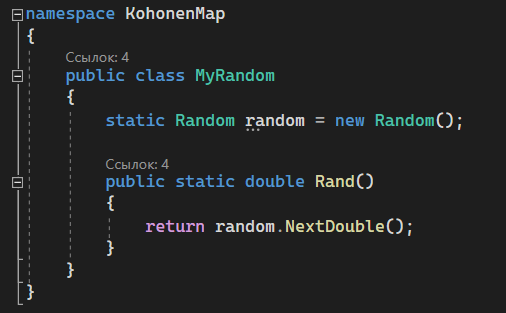 namespace KohonenMap
{
Ссылок: 4
public class MyRandom
{
static Random random = new Random();
Ссылок: 4
public static double Rand()
{
return random.NextDouble();
}
}
}